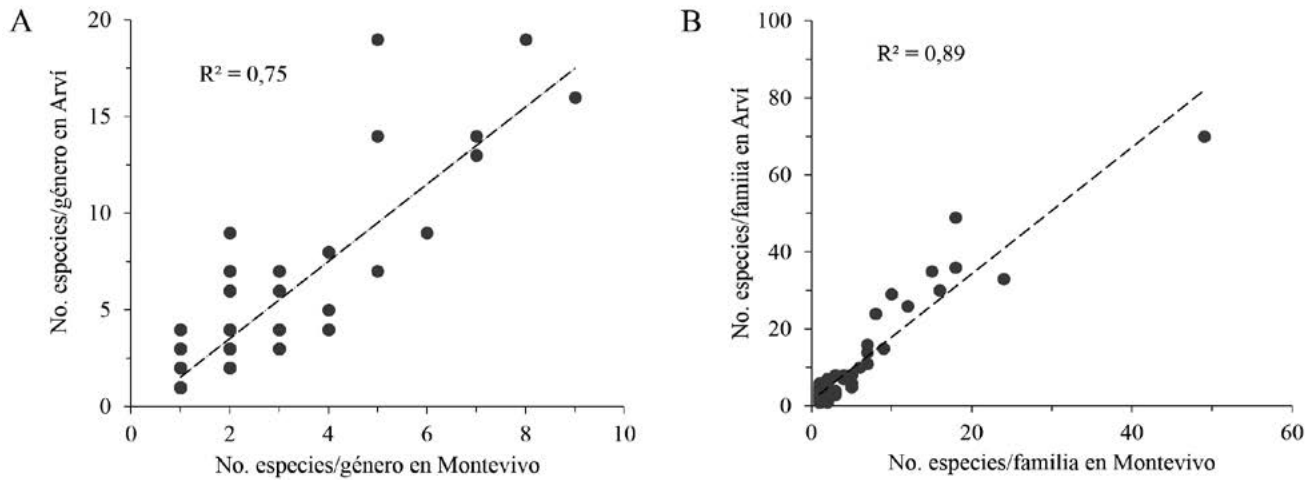 A
No. especies/género en Arví
20
15
10
5
0
R² = 0,75
0 2 4 6 8 10
No. especies/género en Montevivo
B
No. especies/famiia en Arví
100
80
60
40
20
0
R² = 0,89
0 20 40 60
No. especies/familia en Montevivo